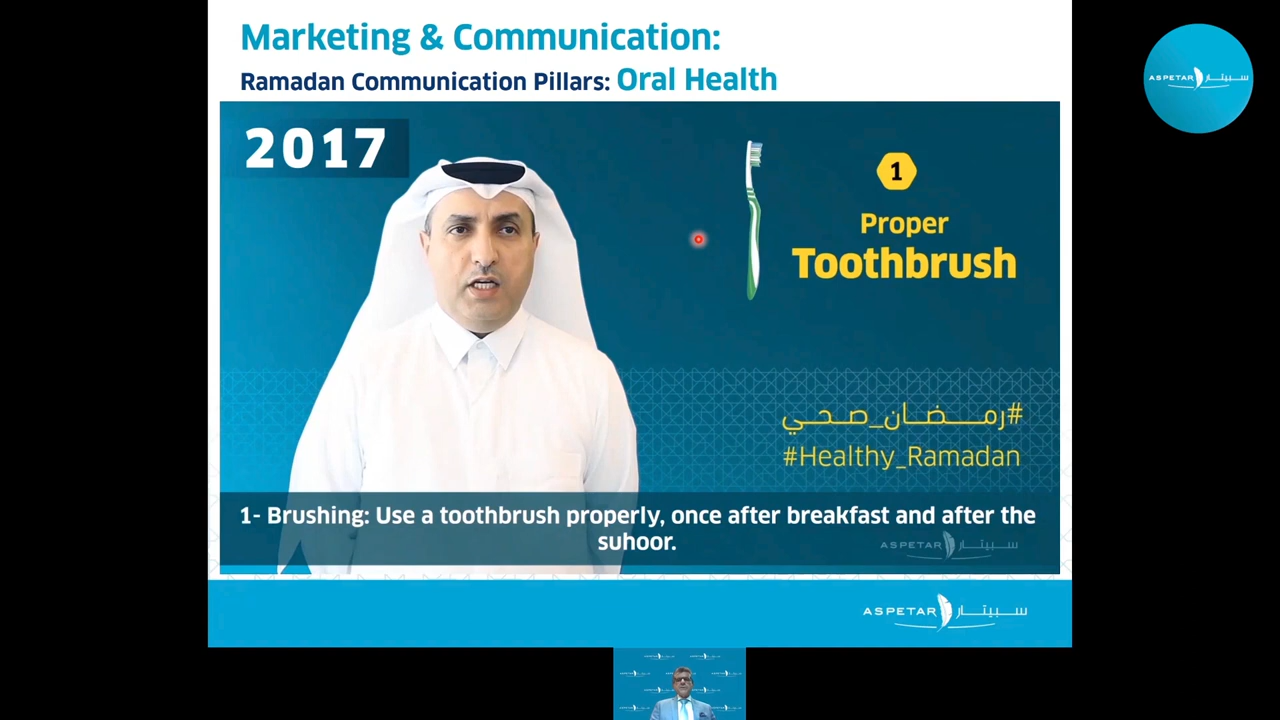 Marketing & Communication:
Ramadan Communication Pillars: Oral Health
ASPETAR سبيتار
2017
1
Proper
Toothbrush
#رمضان_صحي
#Healthy_Ramadan
1- Brushing: Use a toothbrush properly, once after breakfast and after the
suhoor.
ASPETAR سبيتار
ASPETAR سبيتار